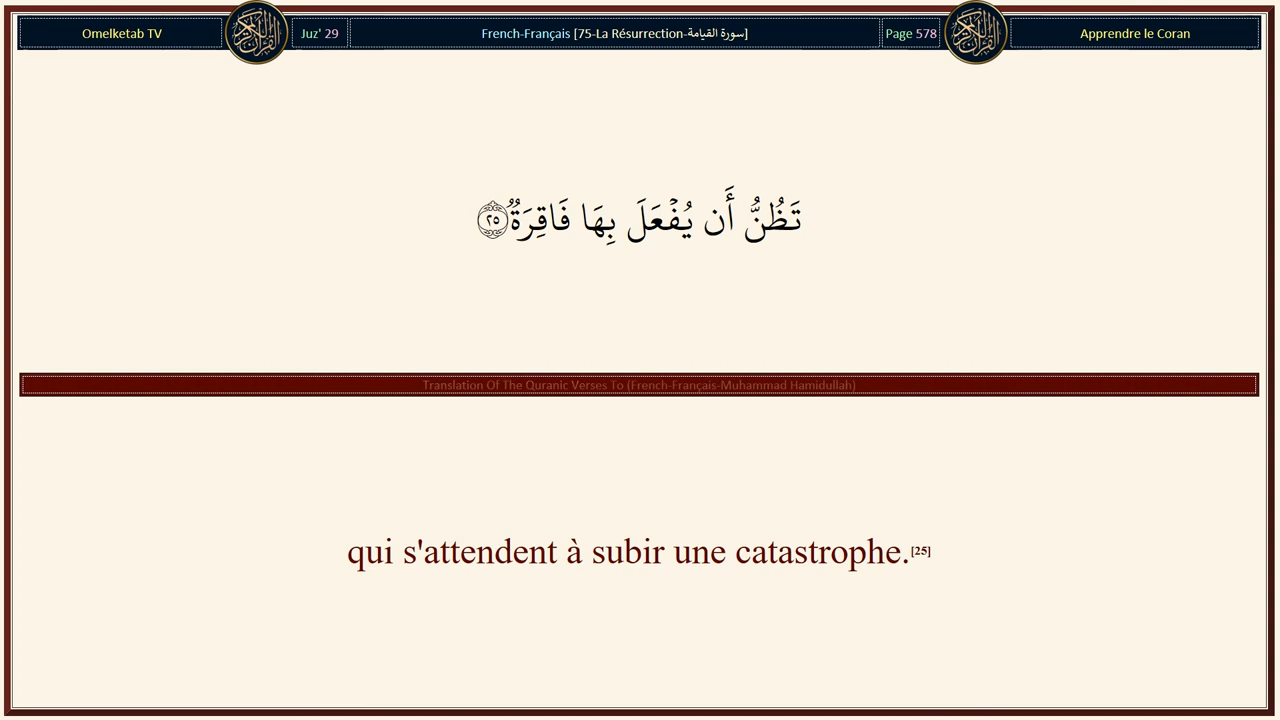 Omelketab TV
Juz' 29
French-Français [75-La Résurrection-سورة القيامة]
Page 578
Apprendre le Coran
تَظُنُّ أَن يُفْعَلَ بِهَا فَاقِرَةٌ ٢٥
Translation Of The Quranic Verses To (French-Français-Muhammad Hamidullah)
qui s'attendent à subir une catastrophe.[25]